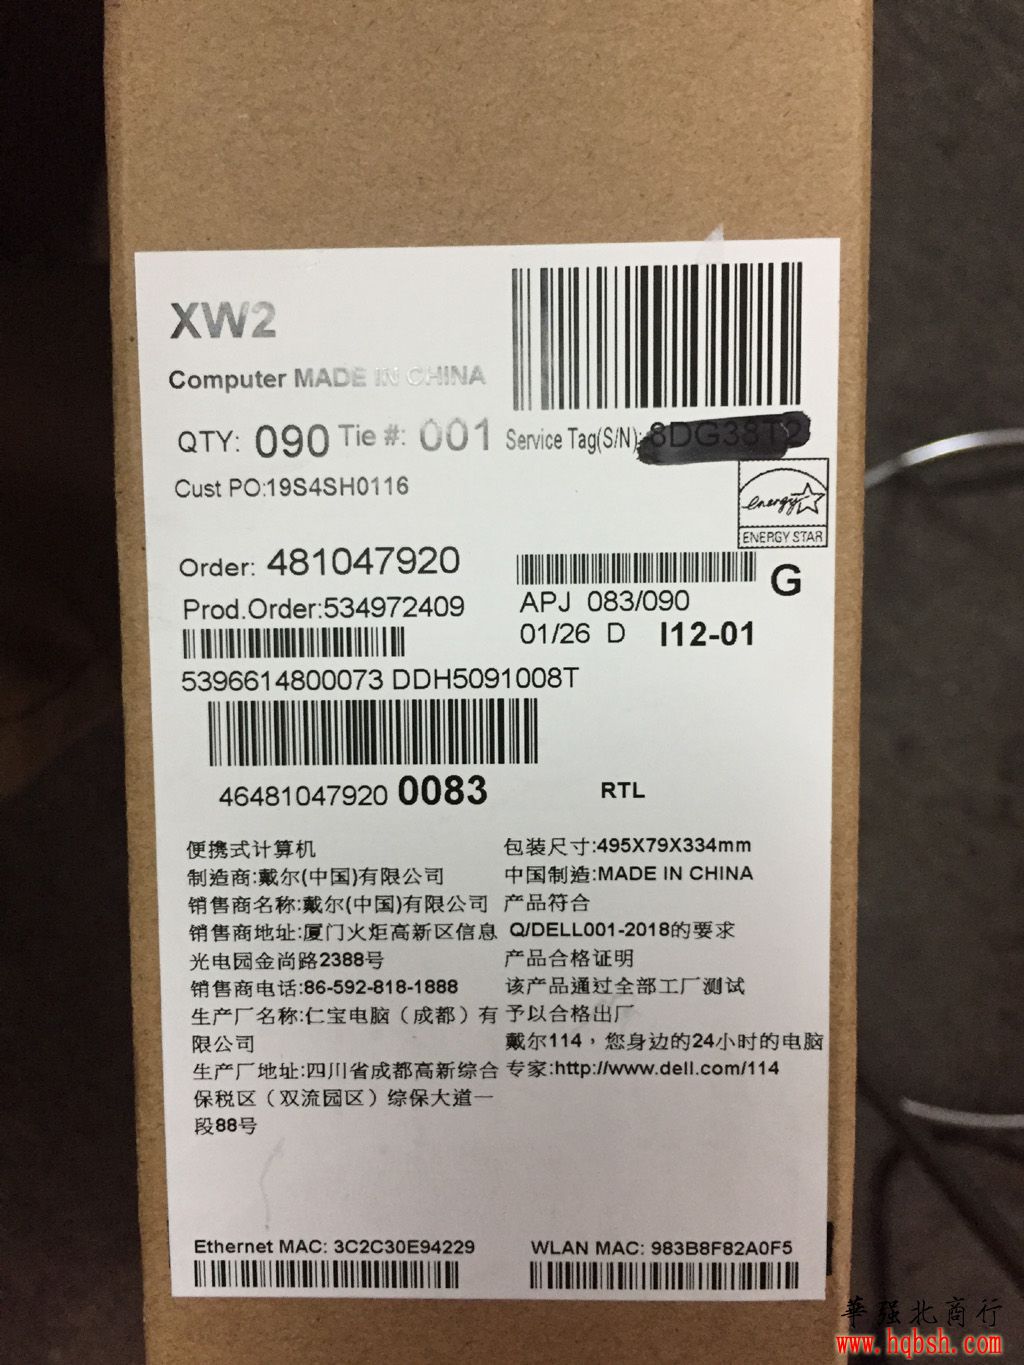 XW2
Computer MADE IN CHINA
QTY: 090 Tie #: 001 Service Tag(S/N): 8DG38T2
Cust PO:19S4SH0116
energy
ENERGY STAR
Order: 481047920
G
Prod.Order:534972409
APJ 083/090
01/26 D I12-01
5396614800073 DDH5091008T
46481047920 0083
RTL
便携式计算机
制造商:戴尔(中国)有限公司
销售商名称:戴尔(中国)有限公司
销售商地址:厦门火炬高新区信息
光电园金尚路2388号
销售商电话:86-592-818-1888
生产厂名称:仁宝电脑（成都）有
限公司
生产厂地址:四川省成都高新综合
保税区（双流园区）综保大道一
段88号
包装尺寸:495X79X334mm
中国制造:MADE IN CHINA
产品符合
Q/DELL001-2018的要求
产品合格证明
该产品通过全部工厂测试
予以合格出厂
戴尔114，您身边的24小时的电脑
专家:http://www.dell.com/114
Ethernet MAC: 3C2C30E94229
WLAN MAC: 983B8F82A0F5
華强北商行
www.hqbsh.com